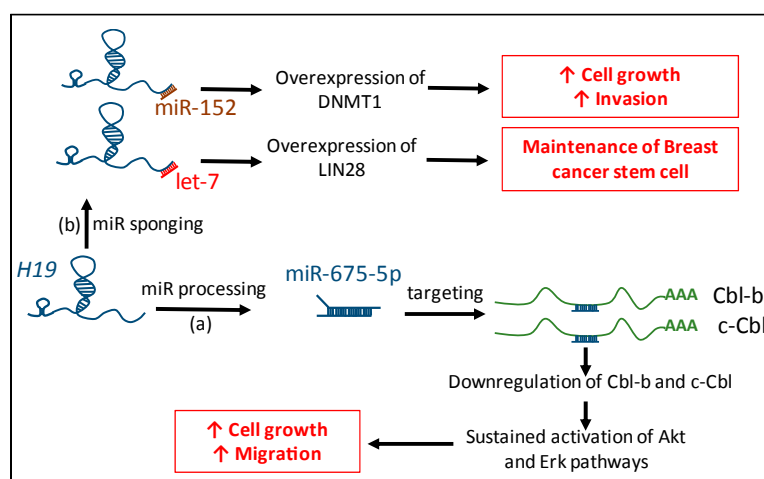 Overexpression of
DNMT1
↑ Cell growth
↑ Invasion
miR-152
Overexpression of
LIN28
Maintenance of Breast
cancer stem cell
let-7
(b) miR sponging
H19
miR processing
(a)
miR-675-5p
targeting
AAA Cbl-b
AAA c-Cbl
Downregulation of Cbl-b and c-Cbl
Sustained activation of Akt
and Erk pathways
↑ Cell growth
↑ Migration